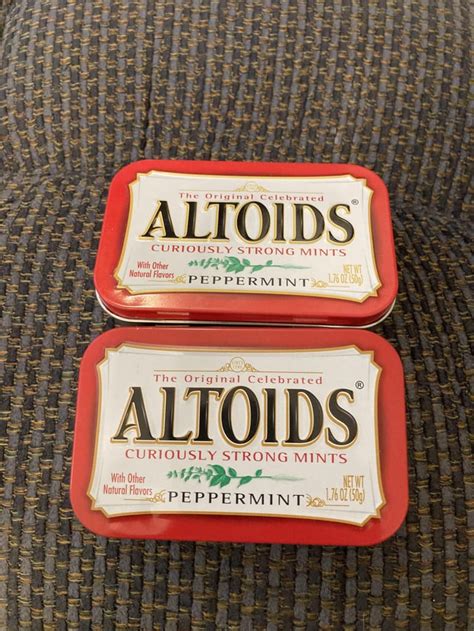 The Original Celebrated
ALTOIDS®
CURIOUSLY STRONG MINTS
With Other
Natural Flavors
PEPPERMINT
NET WT
1.76 OZ (50g)
The Original Celebrated
ALTOIDS®
CURIOUSLY STRONG MINTS
With Other
Natural Flavors
PEPPERMINT
NET WT
1.76 OZ (50g)